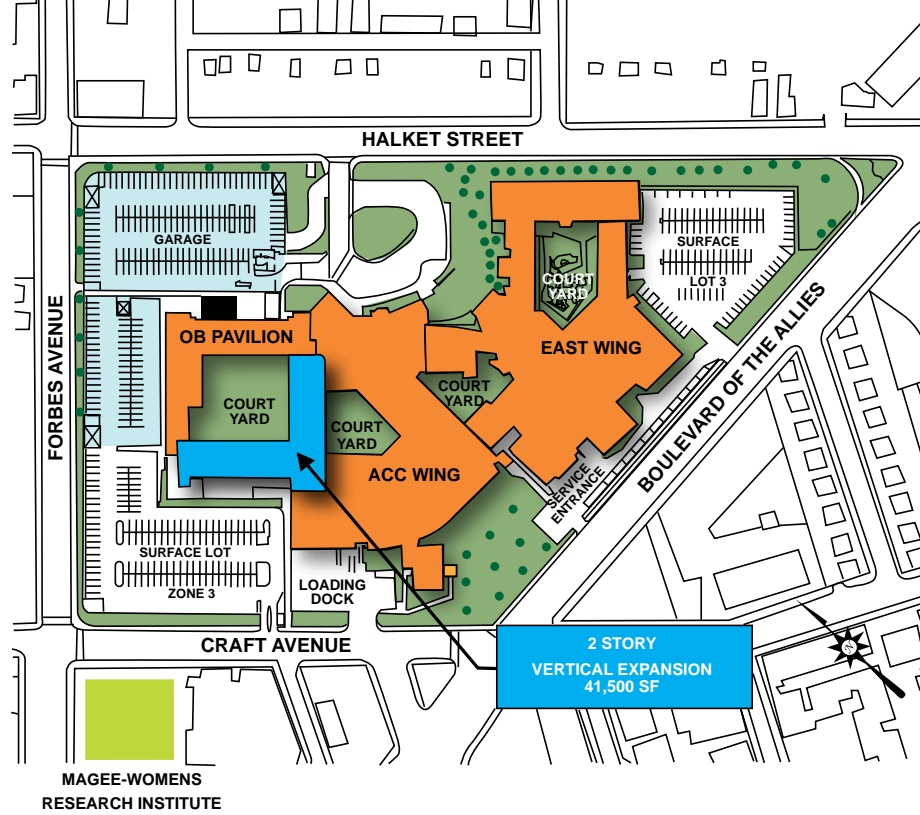 HALKET STREET
GARAGE
SURFACE
LOT 3
COURT
YARD
FORBES AVENUE
OB PAVILION
EAST WING
BOULEVARD OF THE ALLIES
COURT
YARD
COURT
YARD
COURT
YARD
ACC WING
SERVICE
ENTRANCE
SURFACE LOT
ZONE 3
LOADING
DOCK
CRAFT AVENUE
2 STORY
VERTICAL EXPANSION
41,500 SF
N
MAGEE-WOMENS
RESEARCH INSTITUTE